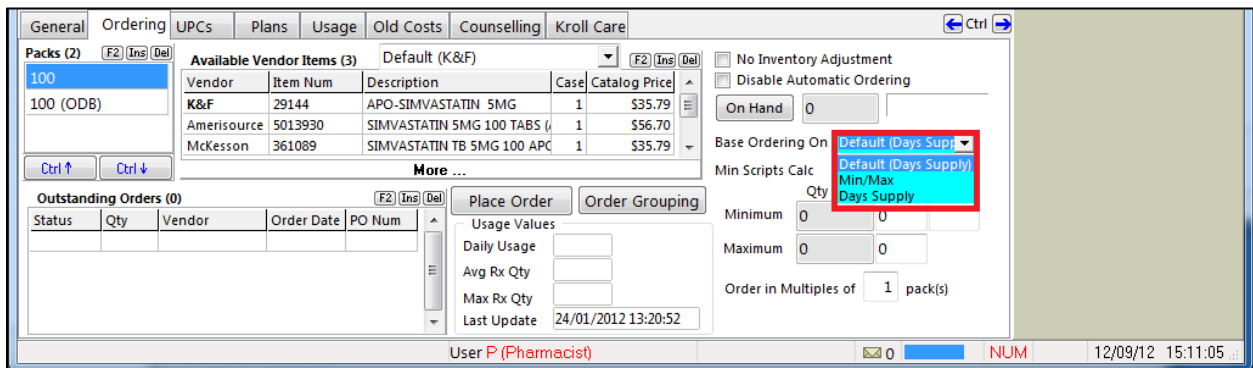 General Ordering UPCs Plans Usage Old Costs Counselling Kroll Care Ctrl
Packs (2) F2 Ins Del
100
100 (ODB)
Ctrl ↑ Ctrl ↓
Available Vendor Items (3) Default (K&F) F2 Ins Del
Vendor Item Num Description Case Catalog Price
K&F 29144 APO-SIMVASTATIN 5MG 1 $35.79
Amerisource 5013930 SIMVASTATIN 5MG 100 TABS (, 1 $56.70
McKesson 361089 SIMVASTATIN TB 5MG 100 APC 1 $35.79
More ...
No Inventory Adjustment
Disable Automatic Ordering
On Hand 0
Base Ordering On Default (Days Supp
Default (Days Supply)
Min/Max
Days Supply
Min Scripts Calc
Qty
Minimum 0 0
Maximum 0 0
Order in Multiples of 1 pack(s)
Outstanding Orders (0) F2 Ins Del
Status Qty Vendor Order Date PO Num
Place Order Order Grouping
Usage Values
Daily Usage
Avg Rx Qty
Max Rx Qty
Last Update 24/01/2012 13:20:52
User P (Pharmacist) 0 NUM 12/09/12 15:11:05